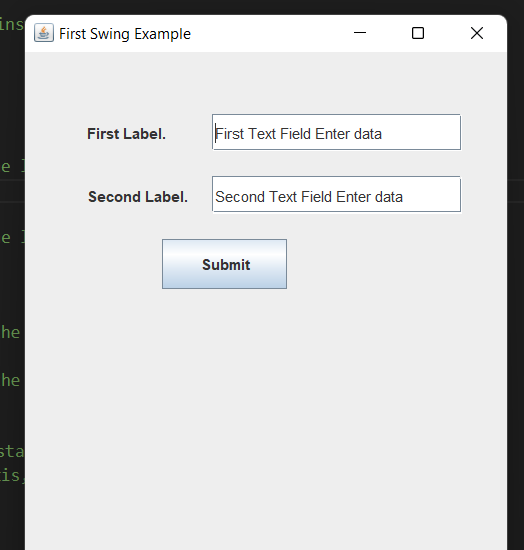 ins
First Swing Example
First Label.
First Text Field Enter data
e l
Second Label.
Second Text Field Enter data
e l
Submit
he
he
sta
is,